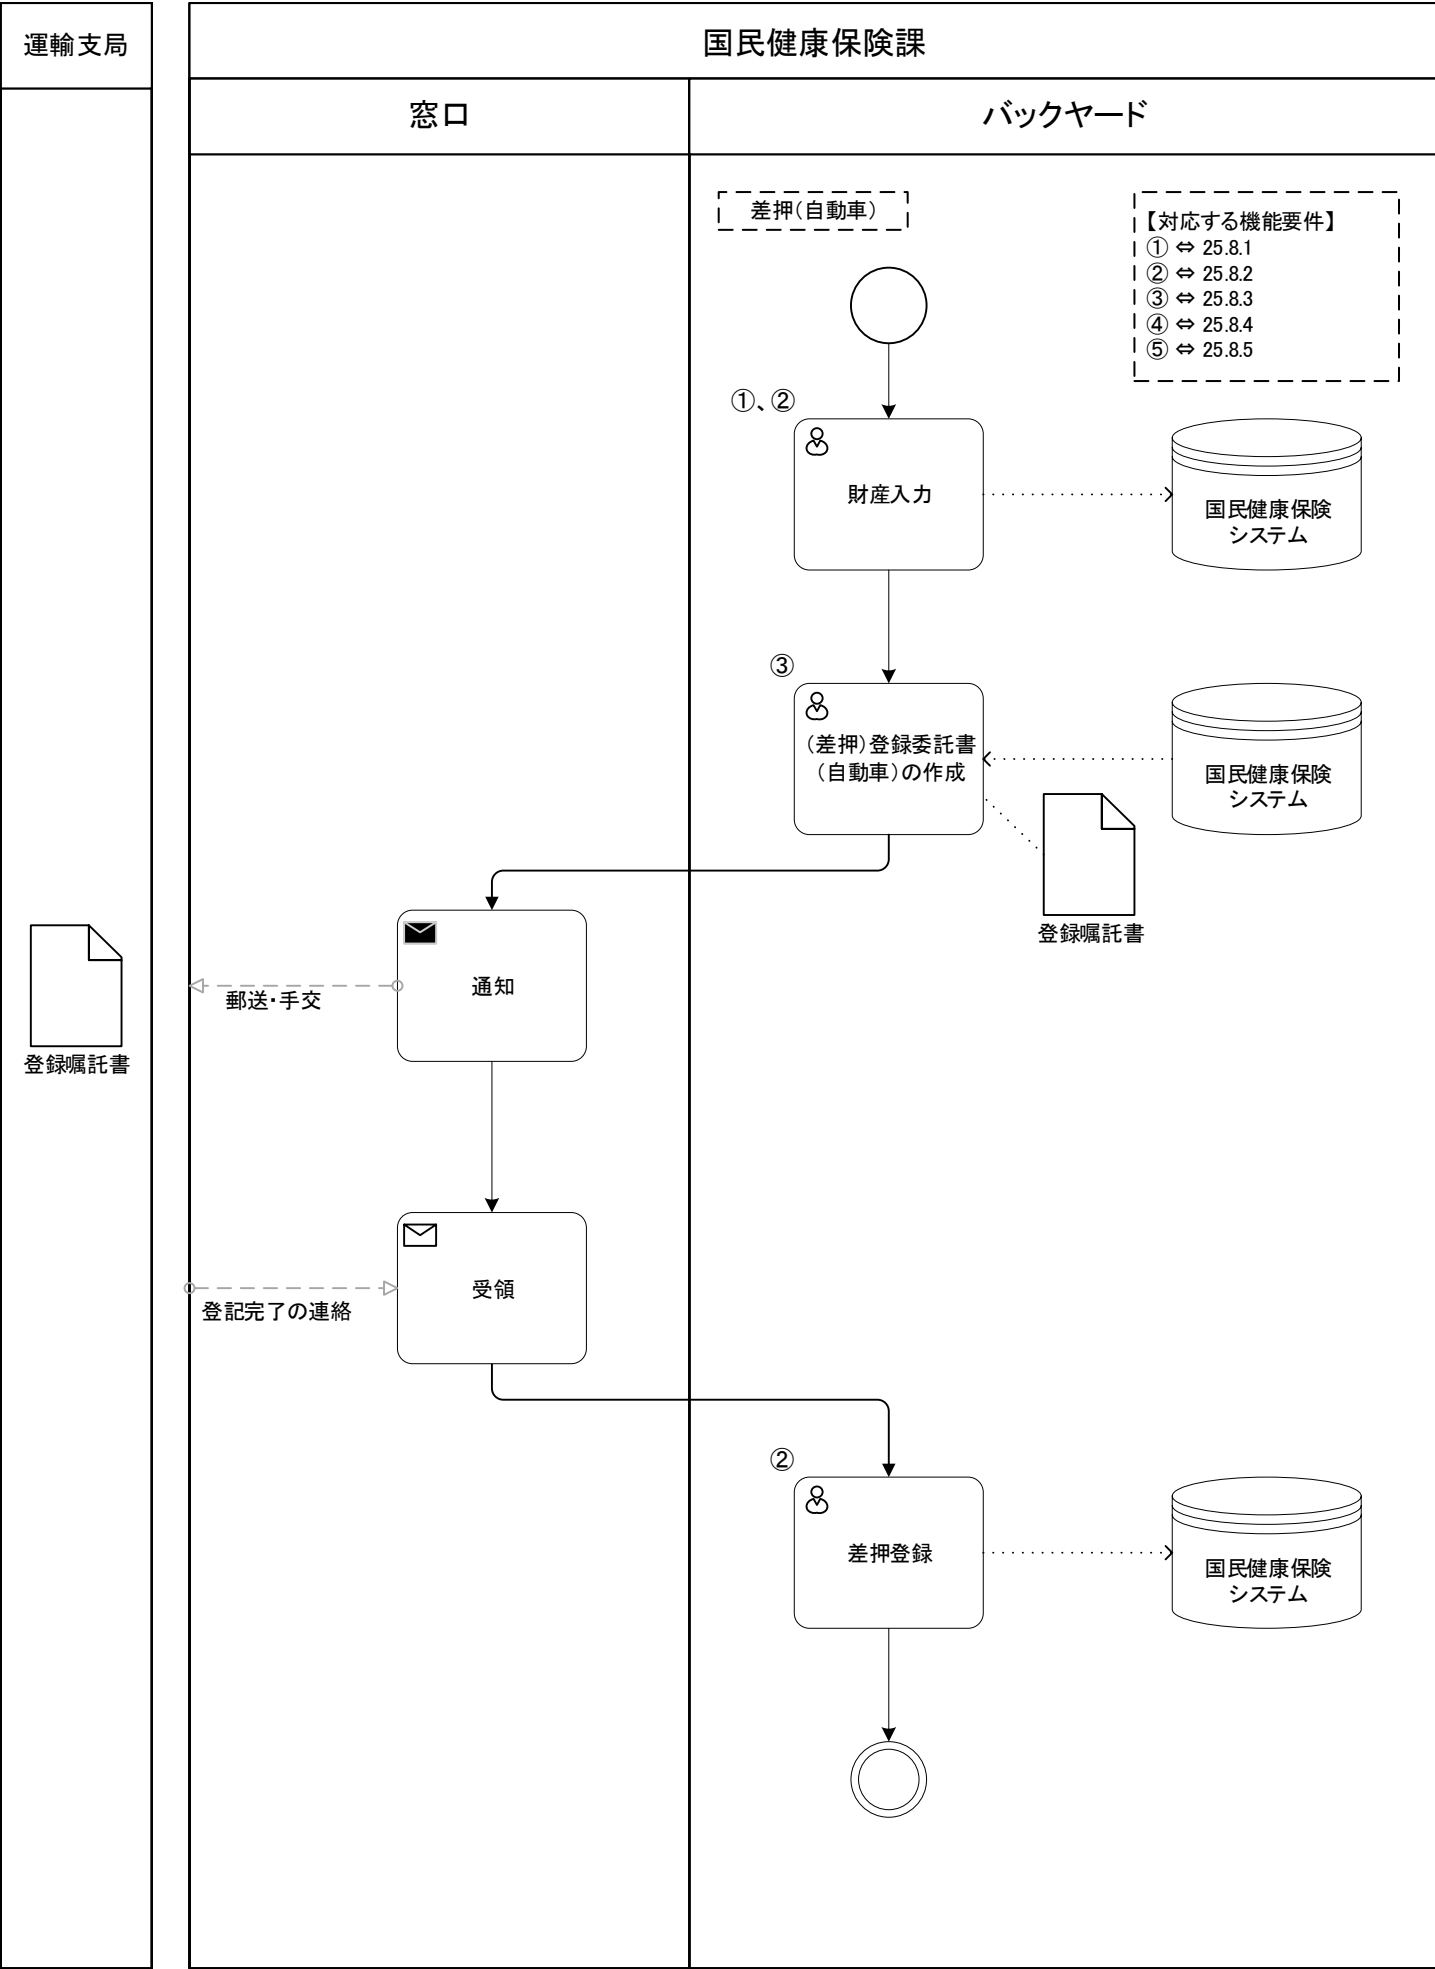 運輸支局
国民健康保険課
窓口
バックヤード
差押（自動車）
【対応する機能要件】
① ⇔ 25.8.1
② ⇔ 25.8.2
③ ⇔ 25.8.3
④ ⇔ 25.8.4
⑤ ⇔ 25.8.5
①、②
財産入力
国民健康保険
システム
③
（差押）登録委託書
（自動車）の作成
国民健康保険
システム
登録嘱託書
通知
郵送・手交
登録嘱託書
受領
登記完了の連絡
②
差押登録
国民健康保険
システム